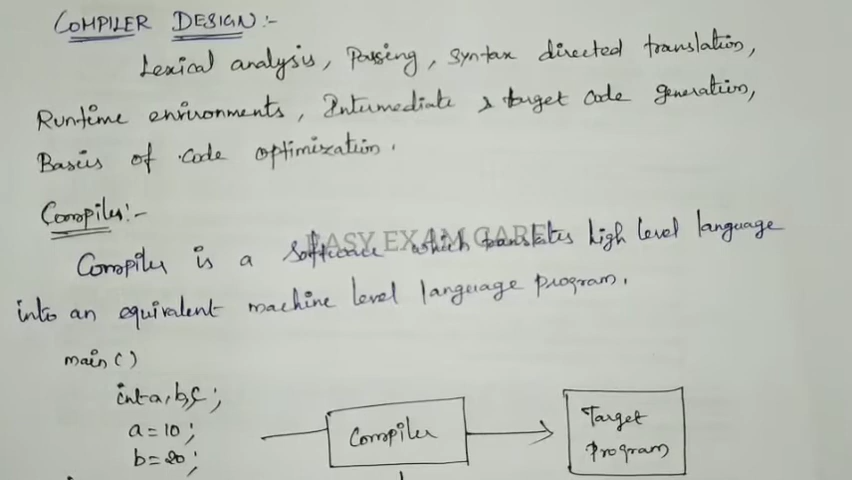 COMPILER DESIGN :-
Lexical analysis, Parsing, Syntax directed translation,
Runtime environments, Intermediate & target code generation,
Basics of code optimization.
Compiler:-
EASY EXAM CARE
Compiler is a software which translates high level language
into an equivalent machine level language program.
main()
int a, b, c;
a = 10;
b = 20;
Compiler
Target
Program